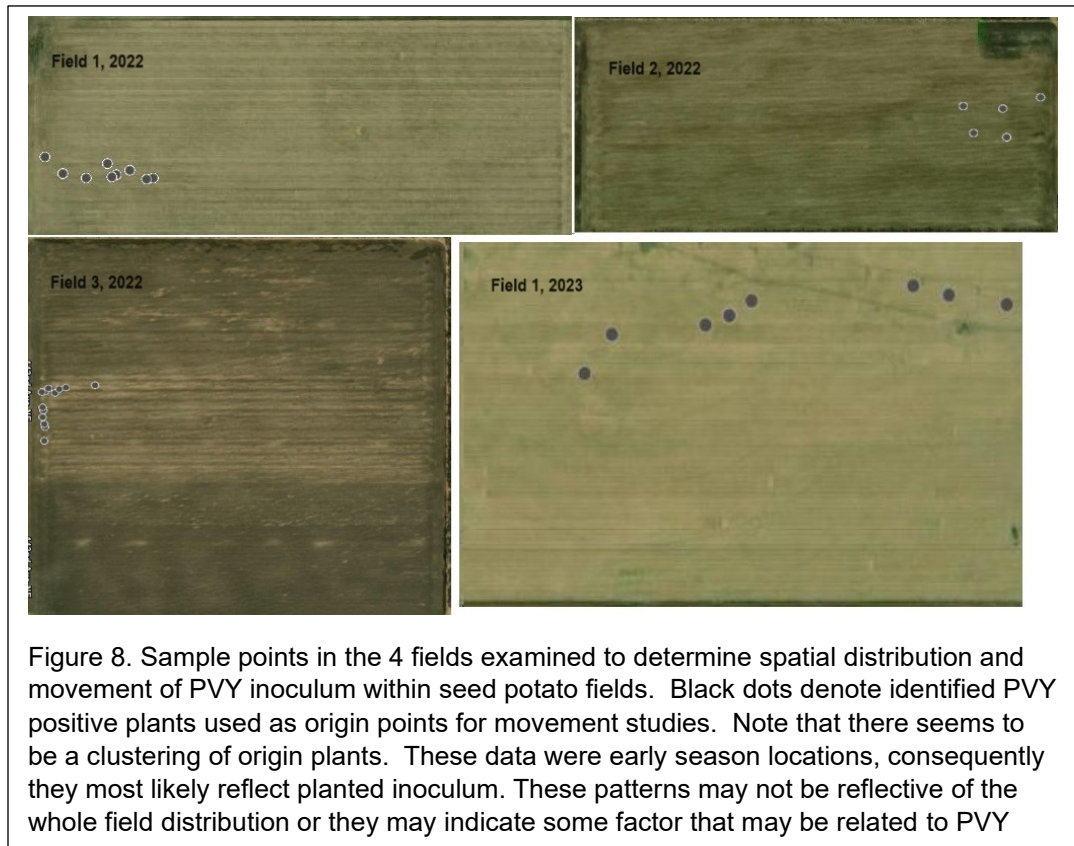 Field 1, 2022
Field 2, 2022
Field 3, 2022
Field 1, 2023
Figure 8. Sample points in the 4 fields examined to determine spatial distribution and
movement of PVY inoculum within seed potato fields.  Black dots denote identified PVY
positive plants used as origin points for movement studies.  Note that there seems to
be a clustering of origin plants.  These data were early season locations, consequently
they most likely reflect planted inoculum. These patterns may not be reflective of the
whole field distribution or they may indicate some factor that may be related to PVY